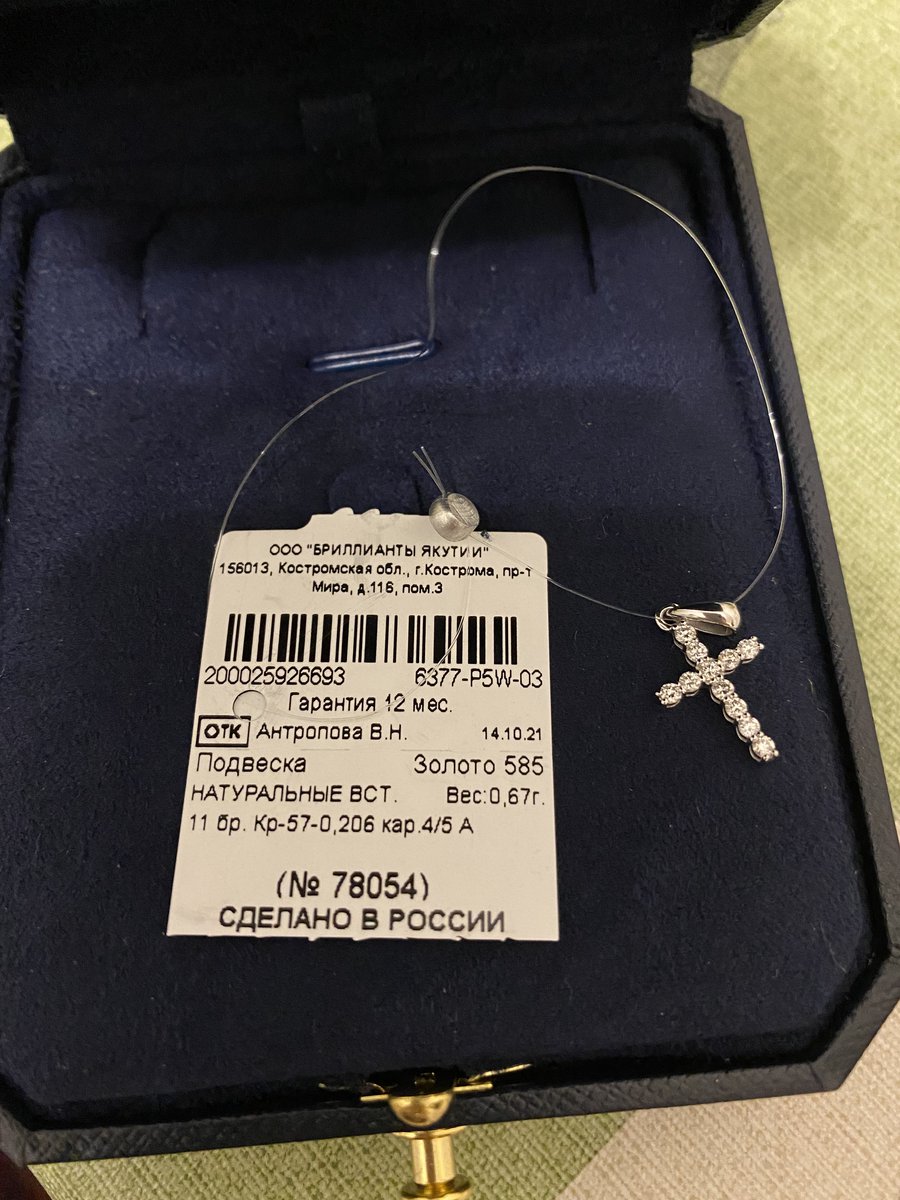 ООО "БРИЛЛИАНТЫ ЯКУТИИ"
156013, Костромская обл., г.Кострома, пр-т
Мира, д.116, пом.3
200025926693 6377-P5W-03
Гарантия 12 мес.
ОТК Антропова В.Н. 14.10.21
Подвеска Золото 585
НАТУРАЛЬНЫЕ ВСТ. Вес:0,67г.
11 бр. Кр-57-0,206 кар.4/5 А
(№ 78054)
СДЕЛАНО В РОССИИ